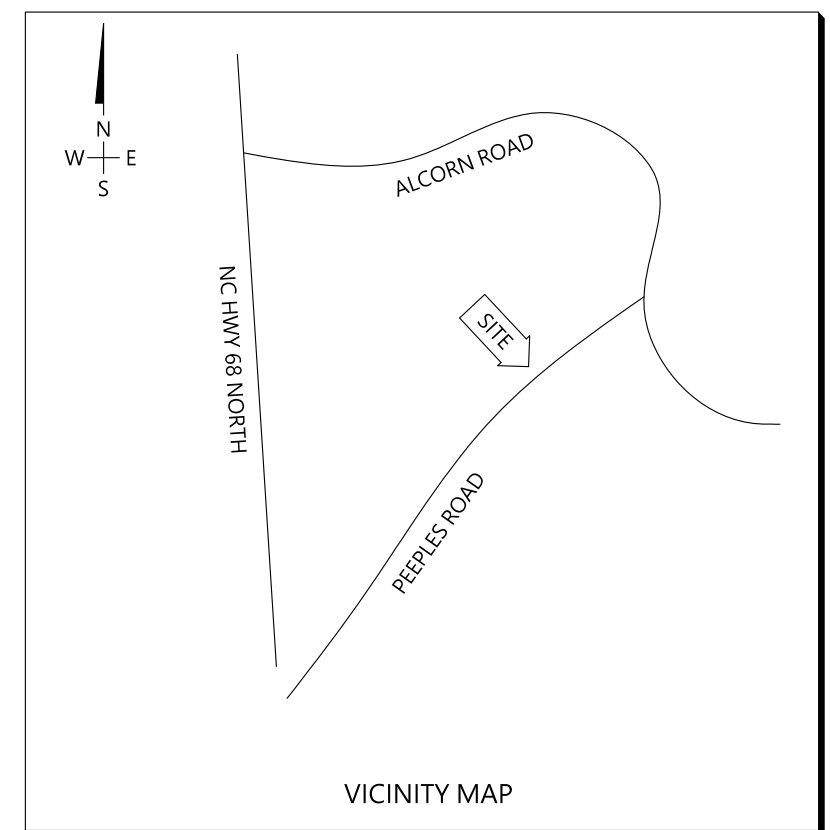 N
W E
S
ALCORN ROAD
NC HWY 68 NORTH
SITE
PEEPLES ROAD
VICINITY MAP